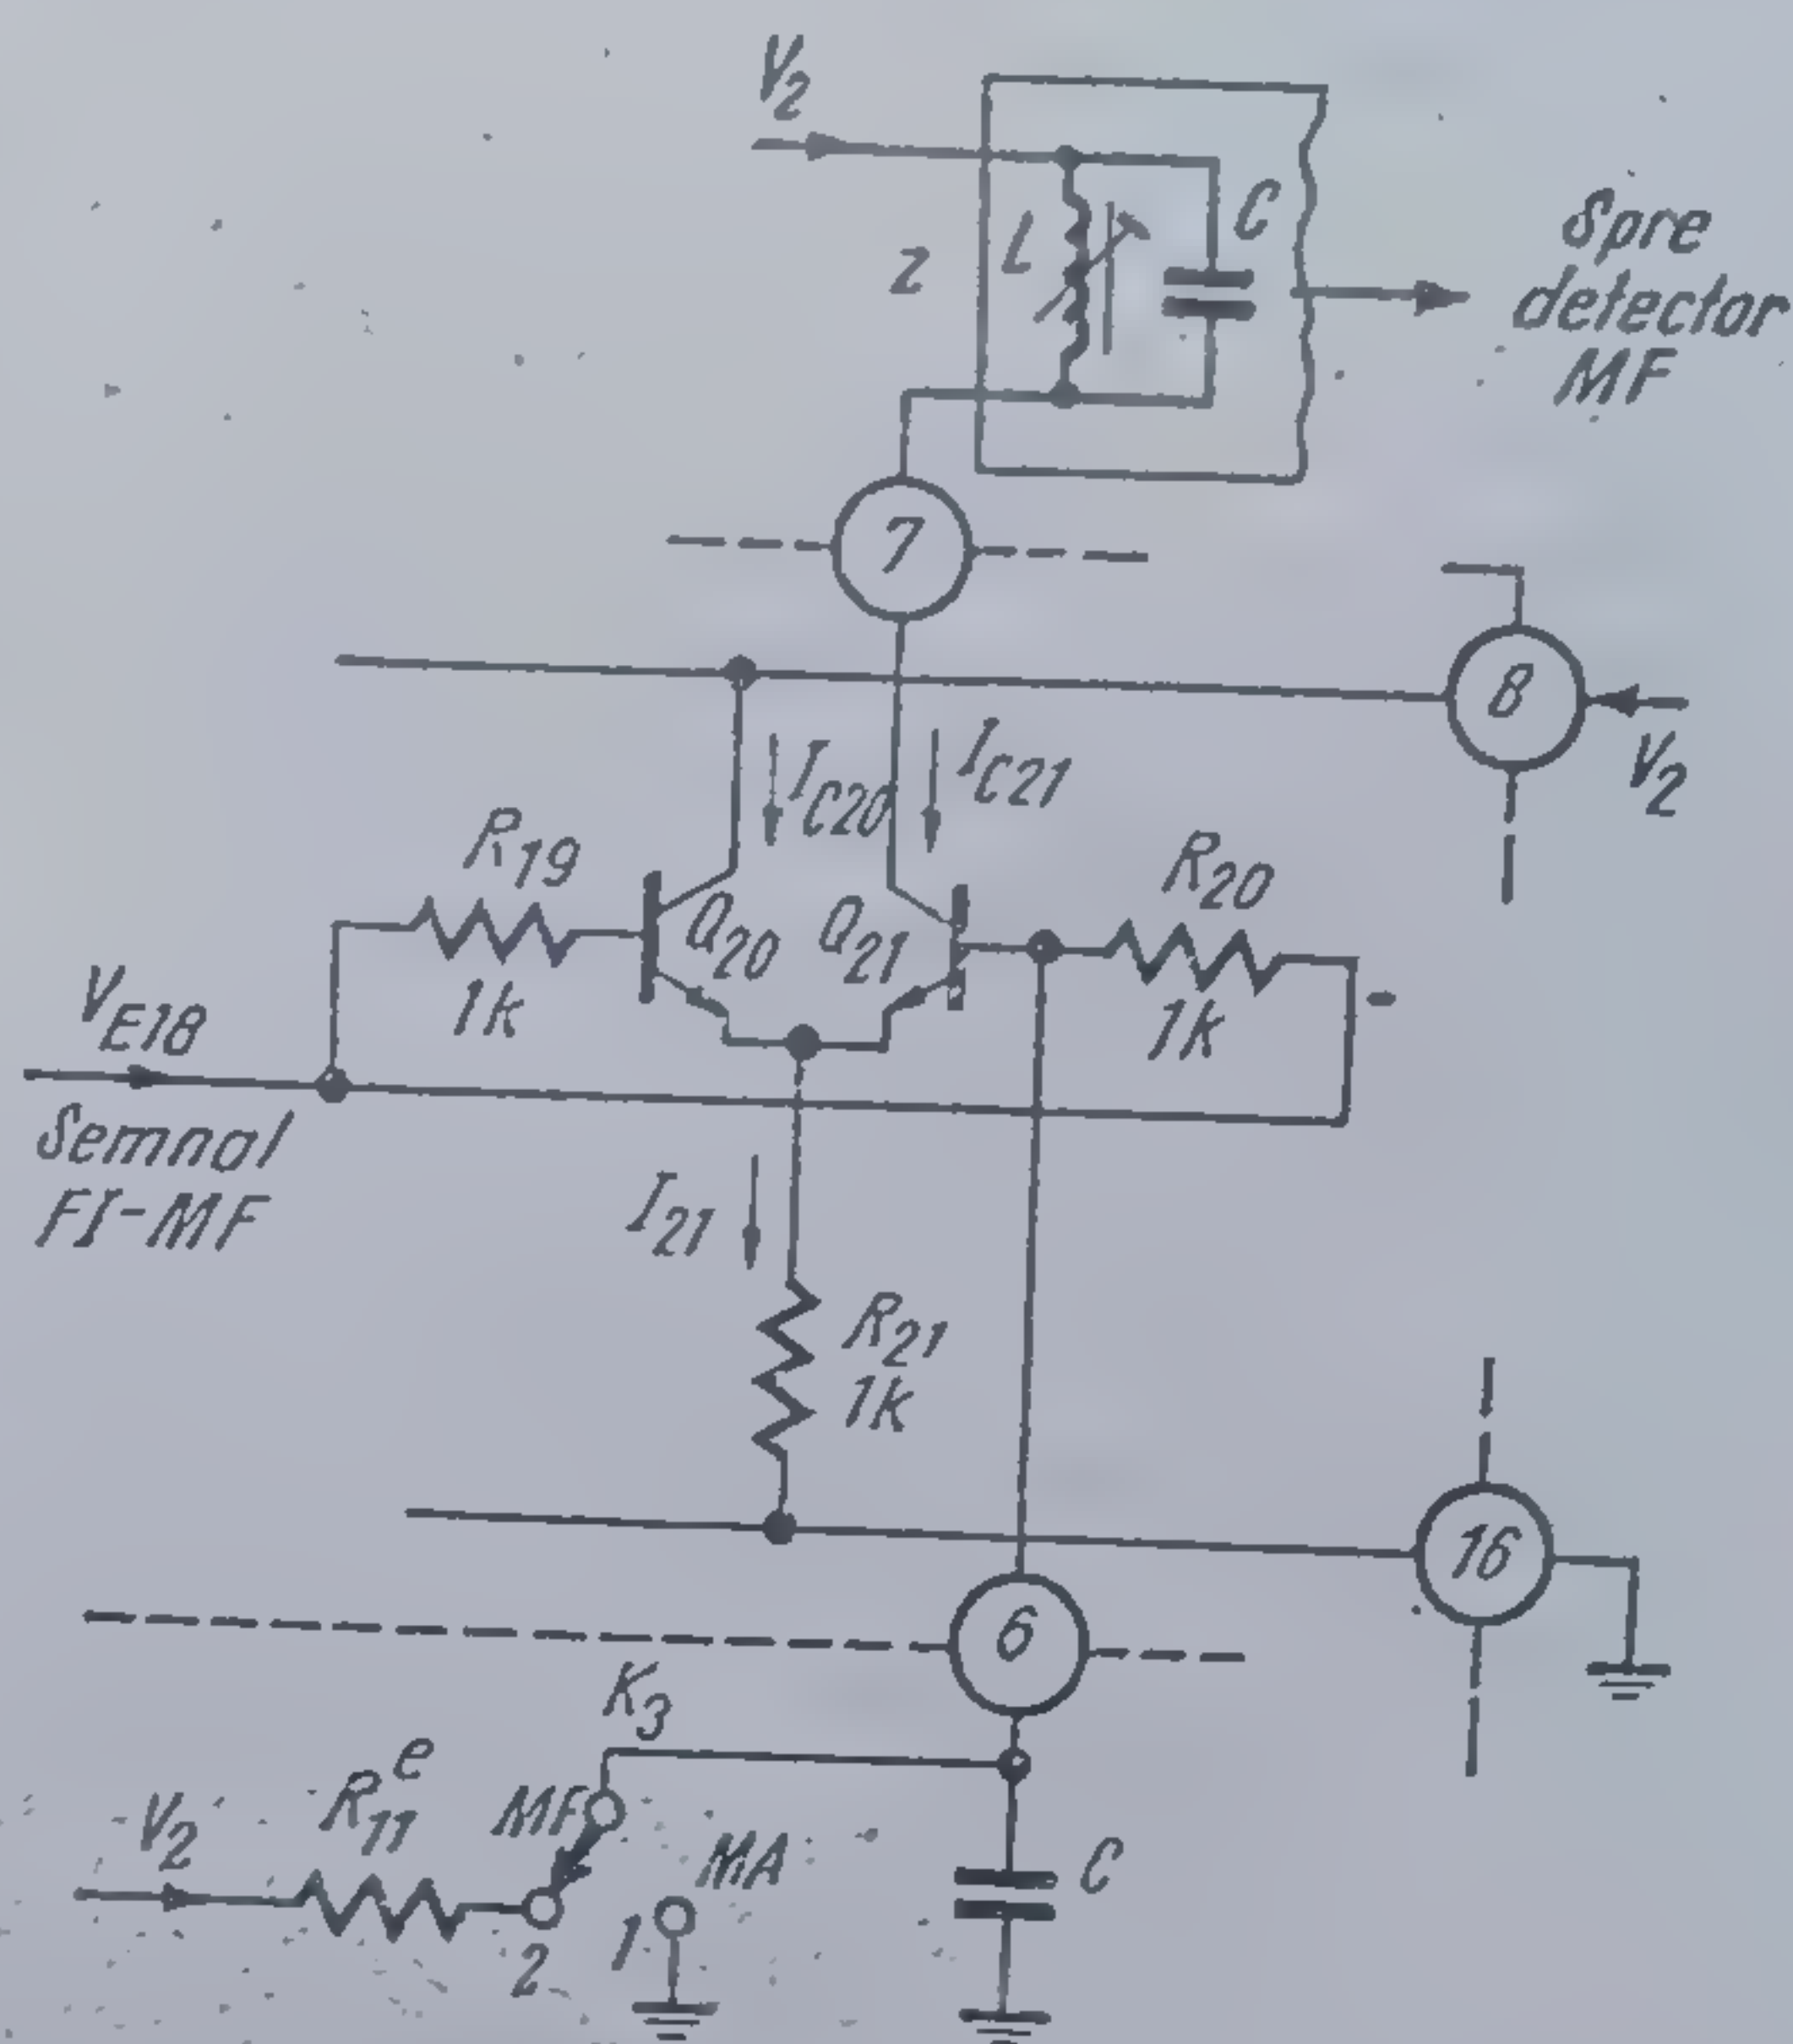 V2
L
C
Z
Spre
detector
MF
7
8
V2
IC20
IC21
R19
1k
Q20
Q21
R20
1k
VE18
Semnal
FI-MF
I21
R21
1k
16
6
K3
V2
R11e
MF
MA
2
1
C